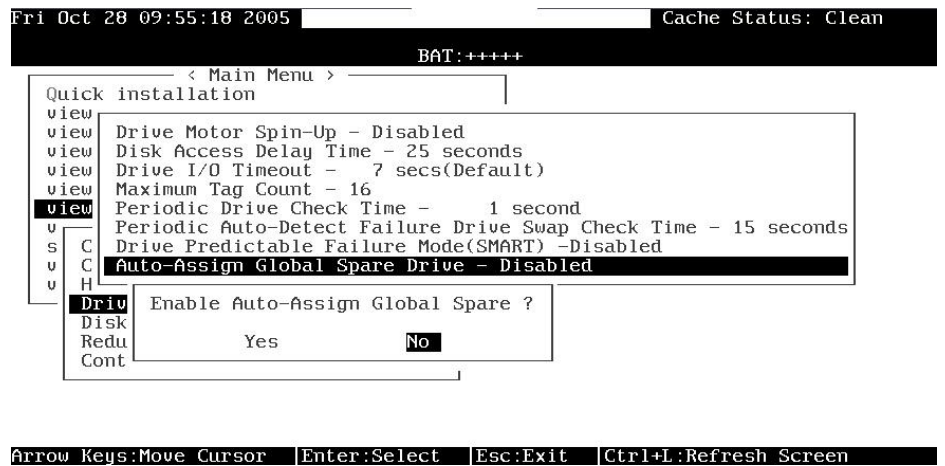 Fri Oct 28 09:55:18 2005 Cache Status: Clean
BAT:+++++
< Main Menu >
Quick installation
view
view Drive Motor Spin-Up - Disabled
view Disk Access Delay Time - 25 seconds
view Drive I/O Timeout - 7 secs(Default)
view Maximum Tag Count - 16
view Periodic Drive Check Time - 1 second
v Periodic Auto-Detect Failure Drive Swap Check Time - 15 seconds
s C Drive Predictable Failure Mode(SMART) -Disabled
v C Auto-Assign Global Spare Drive - Disabled
v H
Driv Enable Auto-Assign Global Spare ?
Disk
Redu Yes No
Cont
Arrow Keys:Move Cursor |Enter:Select |Esc:Exit |Ctrl+L:Refresh Screen